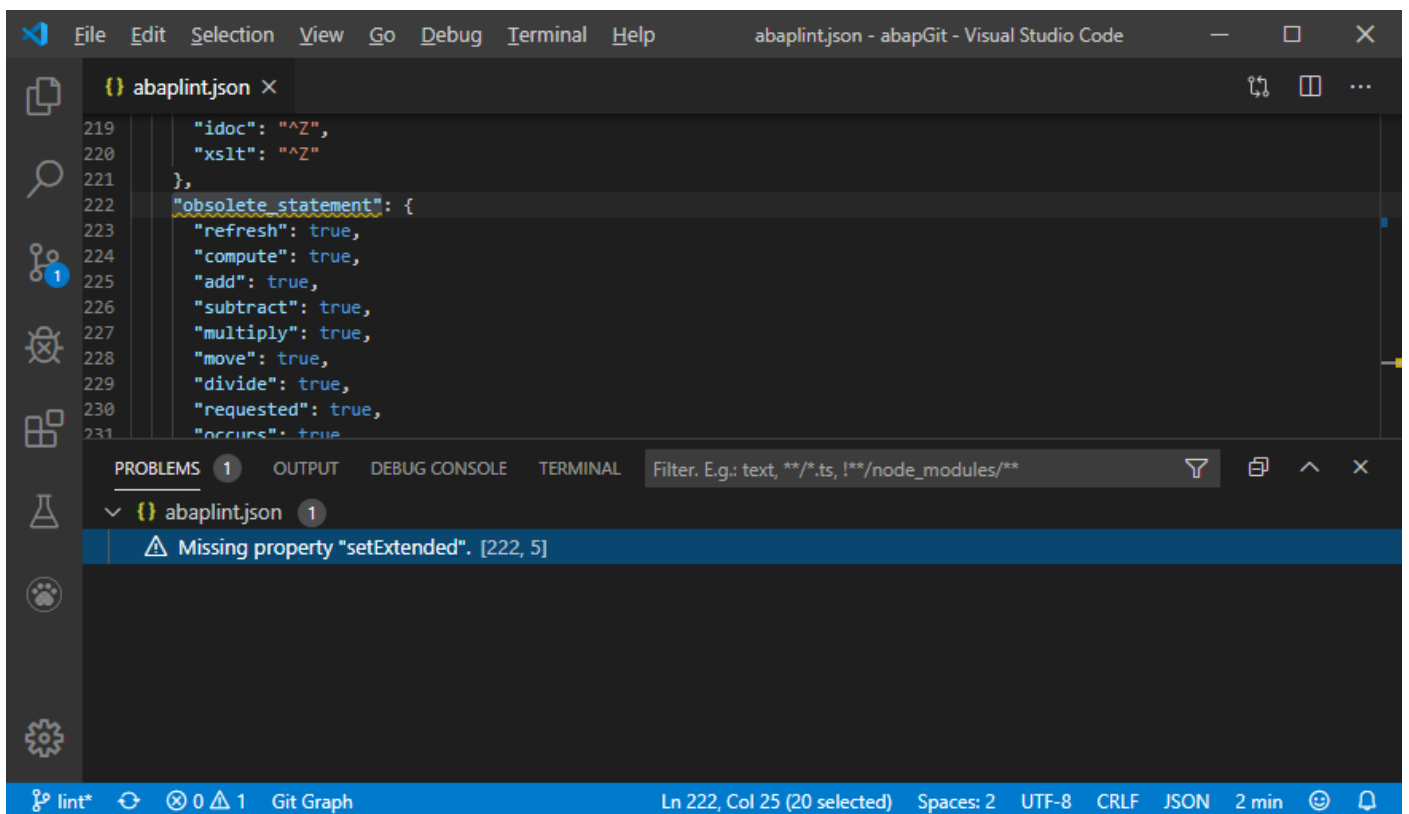 File Edit Selection View Go Debug Terminal Help abaplint.json - abapGit - Visual Studio Code
{} abaplint.json
219 "idoc": "^Z",
220 "xslt": "^Z"
221 },
222 "obsolete_statement": {
223 "refresh": true,
224 "compute": true,
225 "add": true,
226 "subtract": true,
227 "multiply": true,
228 "move": true,
229 "divide": true,
230 "requested": true,
231 "occurs": true
PROBLEMS 1 OUTPUT DEBUG CONSOLE TERMINAL Filter. E.g.: text, **/*.ts, !**/node_modules/**
{} abaplint.json 1
Missing property "setExtended". [222, 5]
1
lint* 0 1 Git Graph Ln 222, Col 25 (20 selected) Spaces: 2 UTF-8 CRLF JSON 2 min